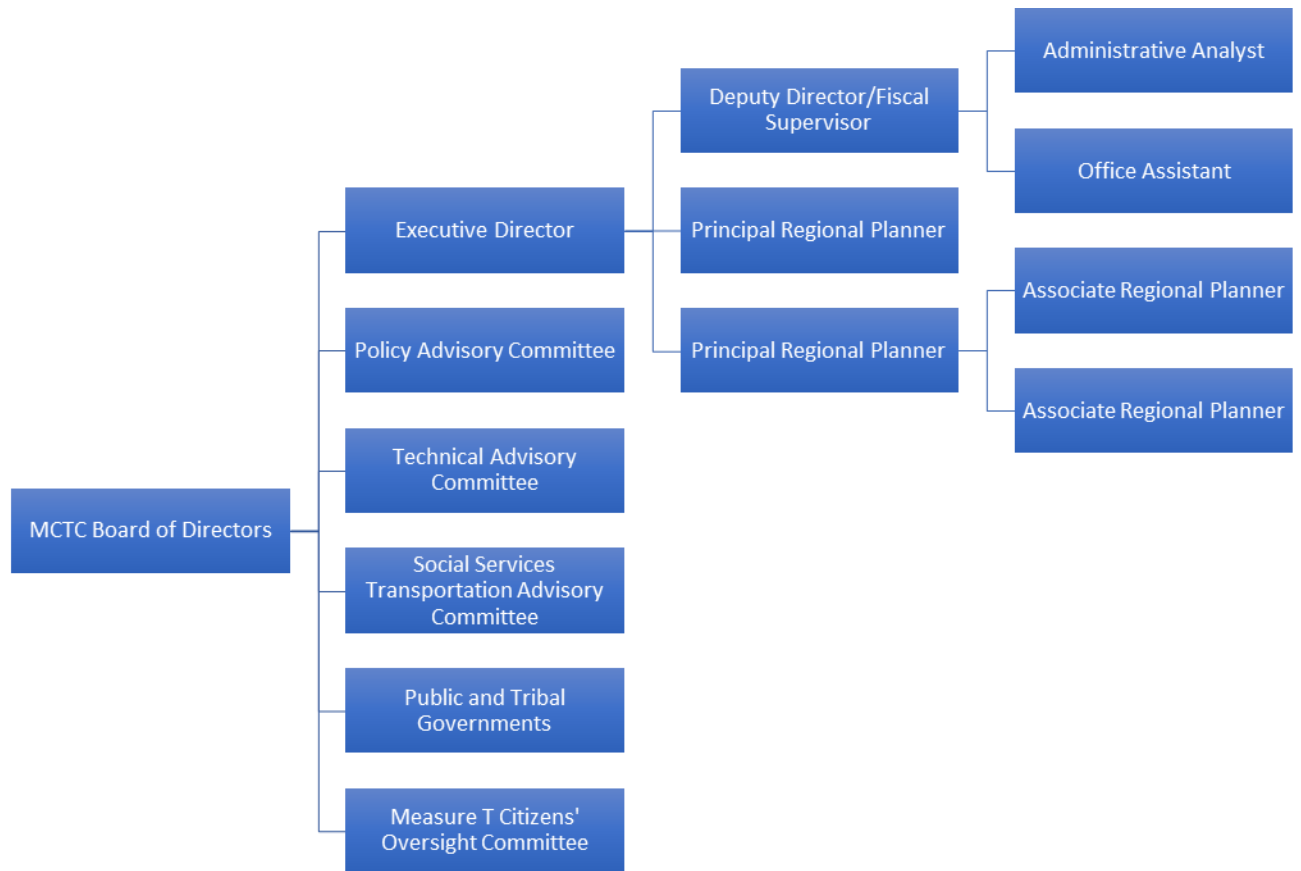 Administrative Analyst
Deputy Director/Fiscal
Supervisor
Office Assistant
Executive Director
Principal Regional Planner
Associate Regional Planner
Policy Advisory Committee
Principal Regional Planner
Associate Regional Planner
Technical Advisory
Committee
MCTC Board of Directors
Social Services
Transportation Advisory
Committee
Public and Tribal
Governments
Measure T Citizens'
Oversight Committee